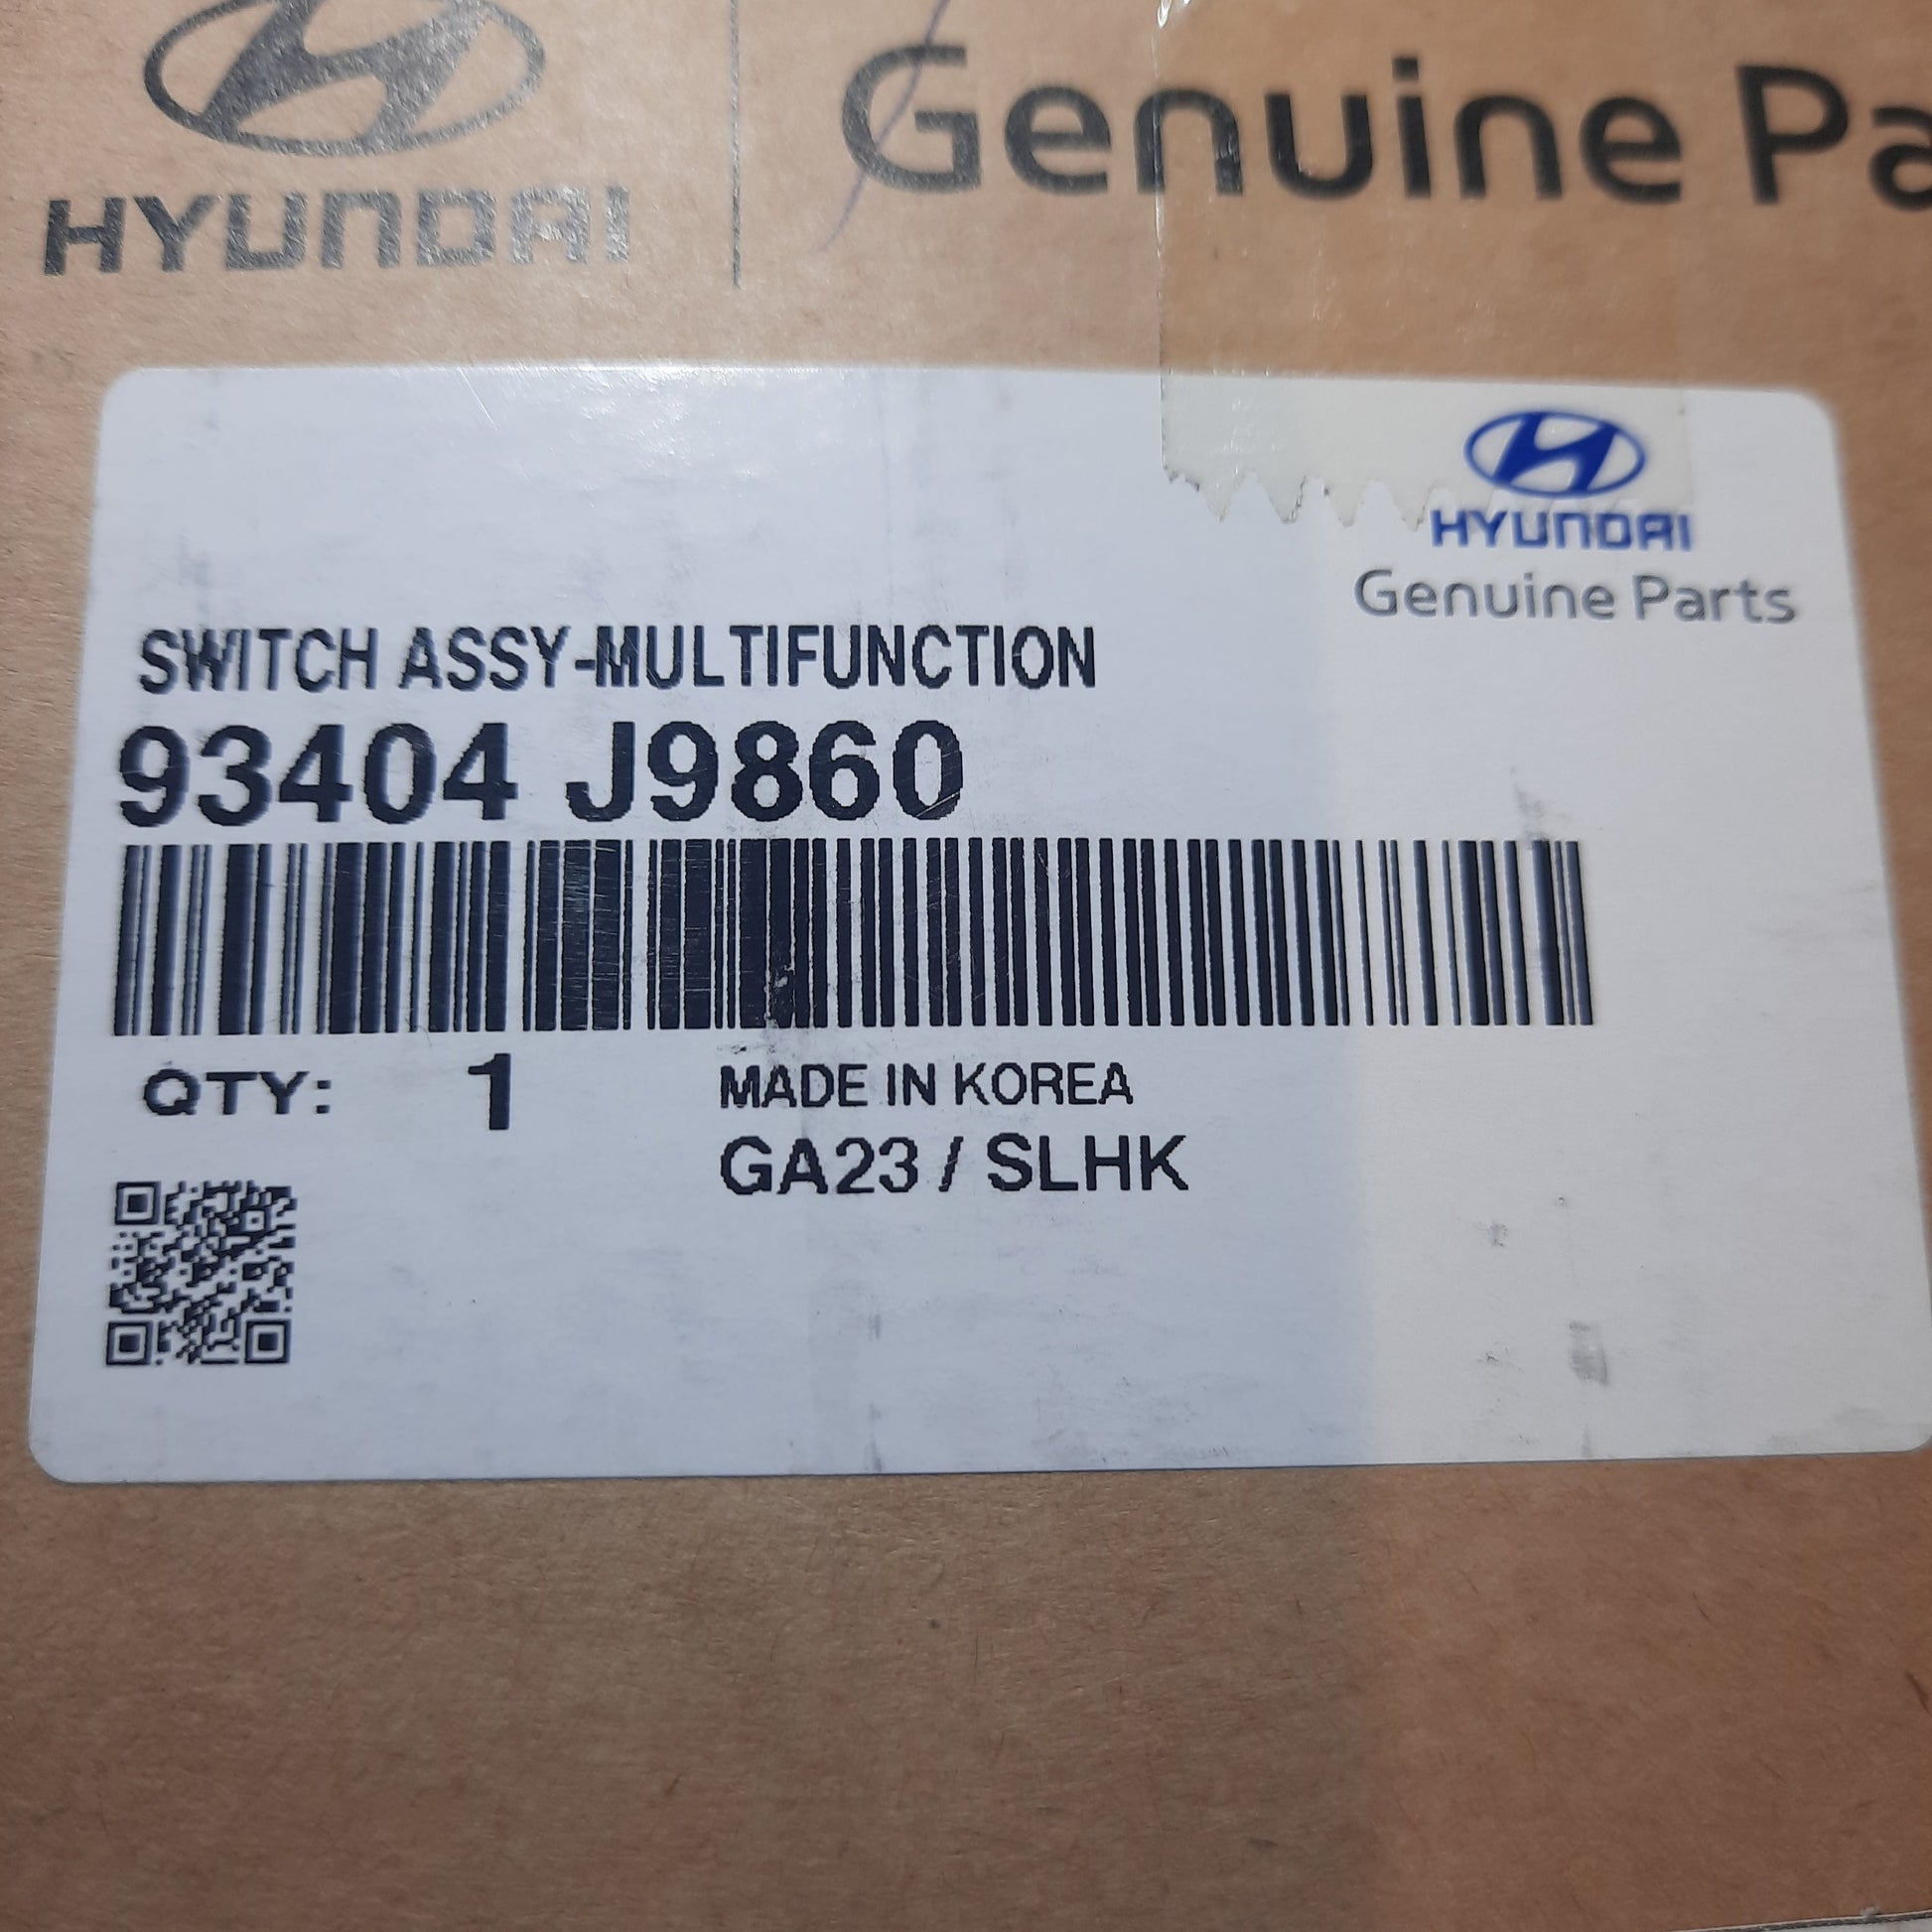 HYUNDAI
Genuine Pa
HYUNDAI
Genuine Parts
SWITCH ASSY-MULTIFUNCTION
93404 J9860
QTY: 1
MADE IN KOREA
GA23 / SLHK